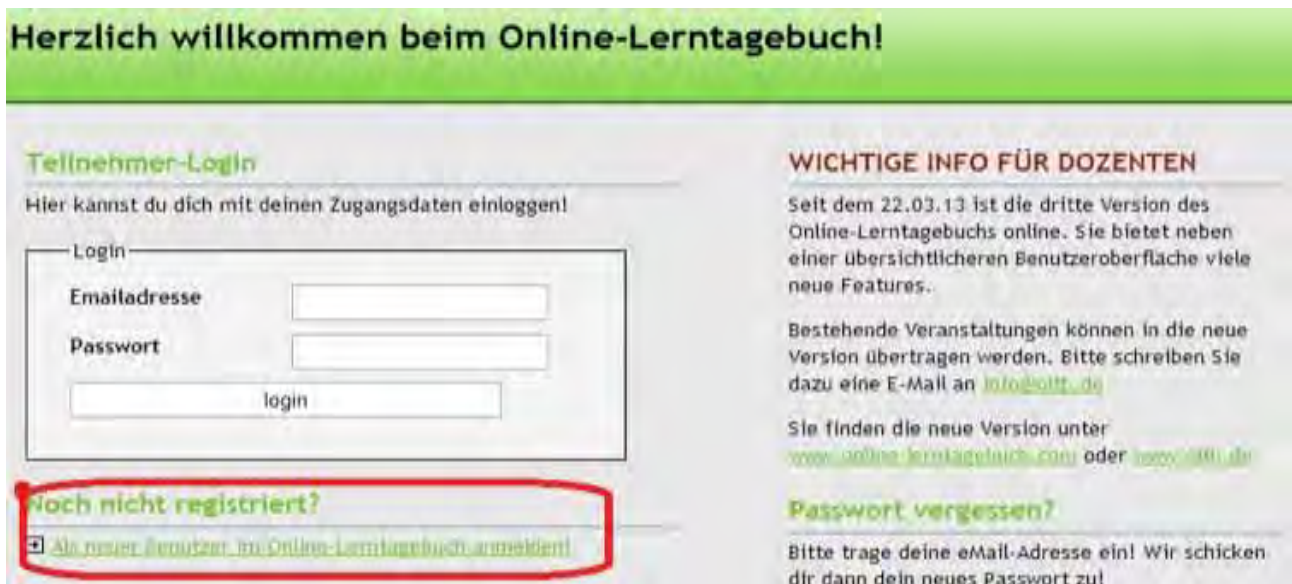 Herzlich willkommen beim Online-Lerntagebuch!
Teilnehmer-Login
Hier kannst du dich mit deinen Zugangsdaten einloggen!
Login
Emailadresse
Passwort
login
Noch nicht registriert?
Als neuer Benutzer im Online-Lerntagebuch anmelden!
WICHTIGE INFO FÜR DOZENTEN
Seit dem 22.03.13 ist die dritte Version des
Online-Lerntagebuchs online. Sie bietet neben
einer übersichtlicheren Benutzeroberfläche viele
neue Features.
Bestehende Veranstaltungen können in die neue
Version übertragen werden. Bitte schreiben Sie
dazu eine E-Mail an
Sie finden die neue Version unter
www.online-lerntagebuch.com oder
Passwort vergessen?
Bitte trage deine eMail-Adresse ein! Wir schicken
dir dann dein neues Passwort zu!